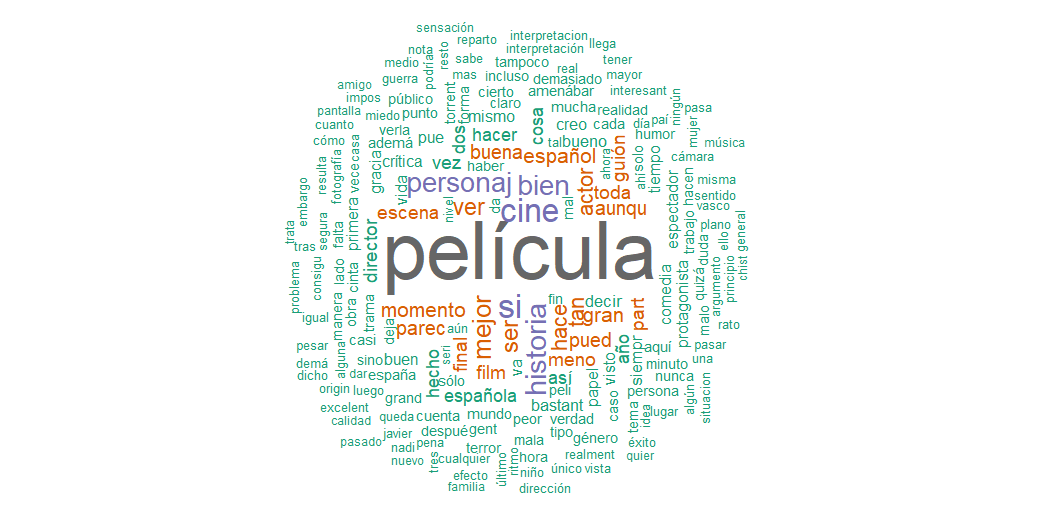 sensación
reparto
interpretacion
llega
nota
resto
interpretación
medio
podria
sabe
tampoco
real
tener
amigo
guerra
mas
incluso
demasiado
mayor
impos
público
torrent
forma
cierto
amenábar
interesant
ningún
pantalla
miedo
punto
claro
mucha
realidad
país
pasa
cuanto
verla
mismo
cosa
creo
cada
día
mujer
cómo
ademá
pue
dos
hacer
tal
bueno
ahora
humor
música
casa
crítica
vez
haber
buena
español
guión
ahí
sólo
tiempo
cámara
resulta
fotografía
vece
gracia
personaj
bien
actor
toda
hacen
misma
embargo
primera
vida
nivel
da
cine
mal
aunqu
espectador
trabajo
sentido
segura
falta
escena
ver
vasco
trata
director
película
duda
plano
ello
general
tras
lado
cinta
protagonista
quizá
argumento
principio
chist
problema
consigu
manera
obra
trama
momento
si
fin
decir
comedia
malo
rato
igual
deja
parec
aún
mejor
ser
historia
hace
tan
gran
part
pesar
casi
final
seri
va
pued
año
aquí
pasar
una
demá
alguna
sino
buen
hecho
film
meno
visto
siempr
minuto
dicho
dar
españa
sólo
así
peli
papel
caso
persona
nunca
algún
situacion
origin
luego
grand
española
bastant
tema
idea
lugar
excelent
queda
cuenta
mundo
peor
verdad
calidad
javier
despué
gent
tipo
género
éxito
pasado
nadi
pena
terror
mala
hora
realment
quier
nuevo
tres
cualquier
ritmo
niño
único
vista
efecto
último
familia
dirección